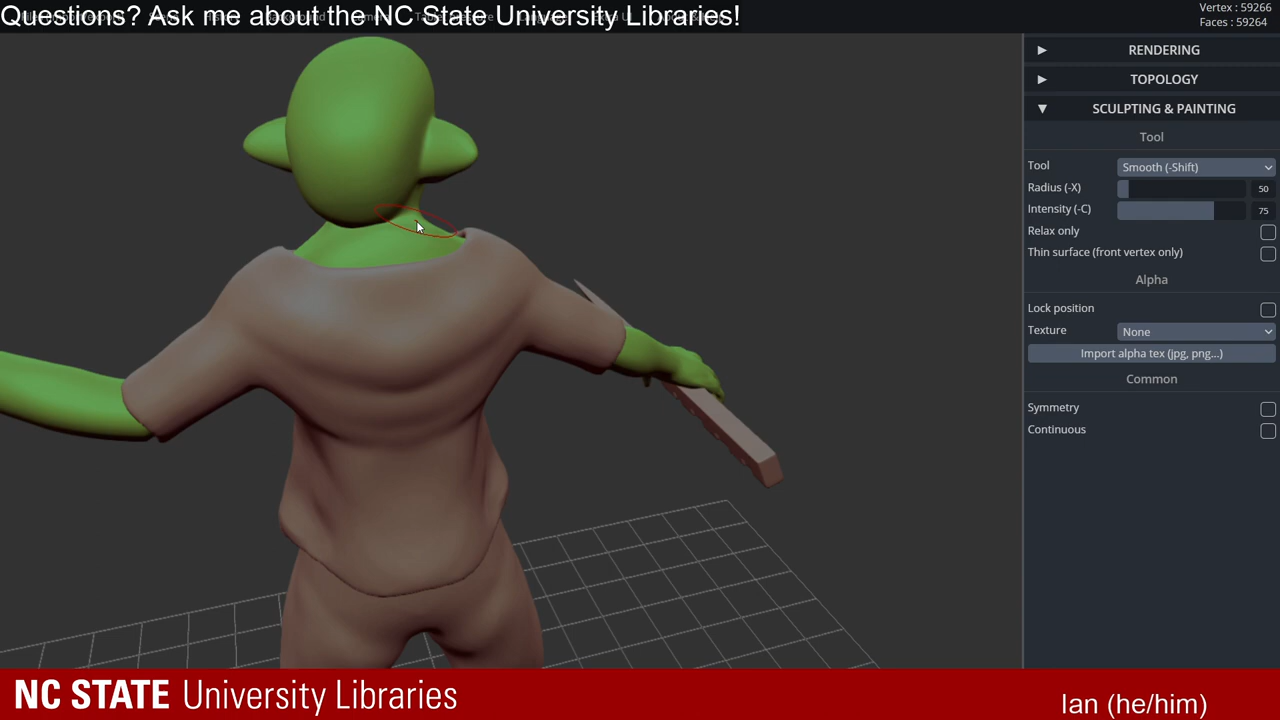 Questions? Ask me about the NC State University Libraries!
Vertex : 59266
Faces : 59264
RENDERING
TOPOLOGY
SCULPTING & PAINTING
Tool
Tool
Smooth (-Shift)
Radius (-X)
50
Intensity (-C)
75
Relax only
Thin surface (front vertex only)
Alpha
Lock position
Texture
None
Import alpha tex (jpg, png...)
Common
Symmetry
Continuous
NC STATE University Libraries
Ian (he/him)